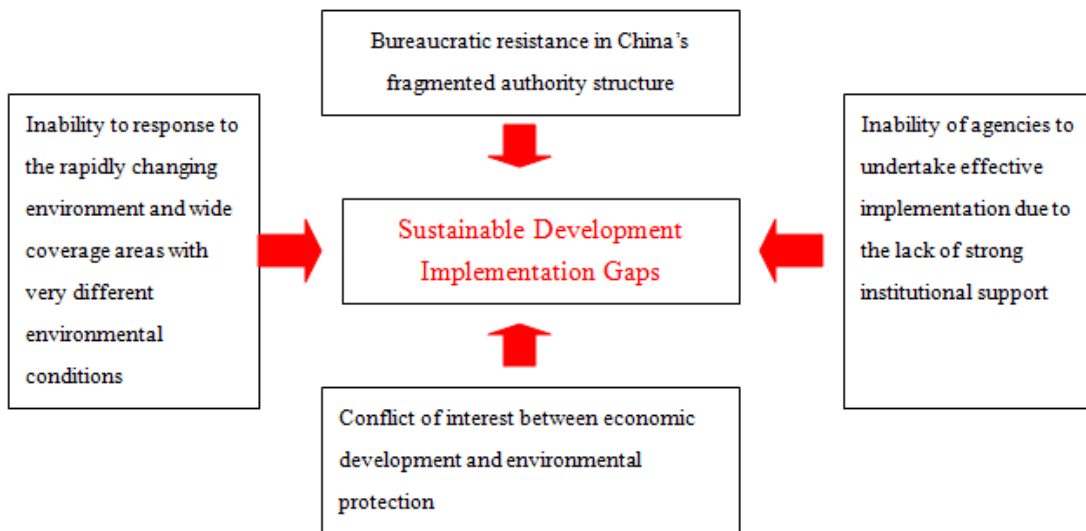 Bureaucratic resistance in China's
fragmented authority structure
Inability to response to
the rapidly changing
environment and wide
coverage areas with
very different
environmental
conditions
Sustainable Development
Implementation Gaps
Inability of agencies to
undertake effective
implementation due to
the lack of strong
institutional support
Conflict of interest between economic
development and environmental
protection